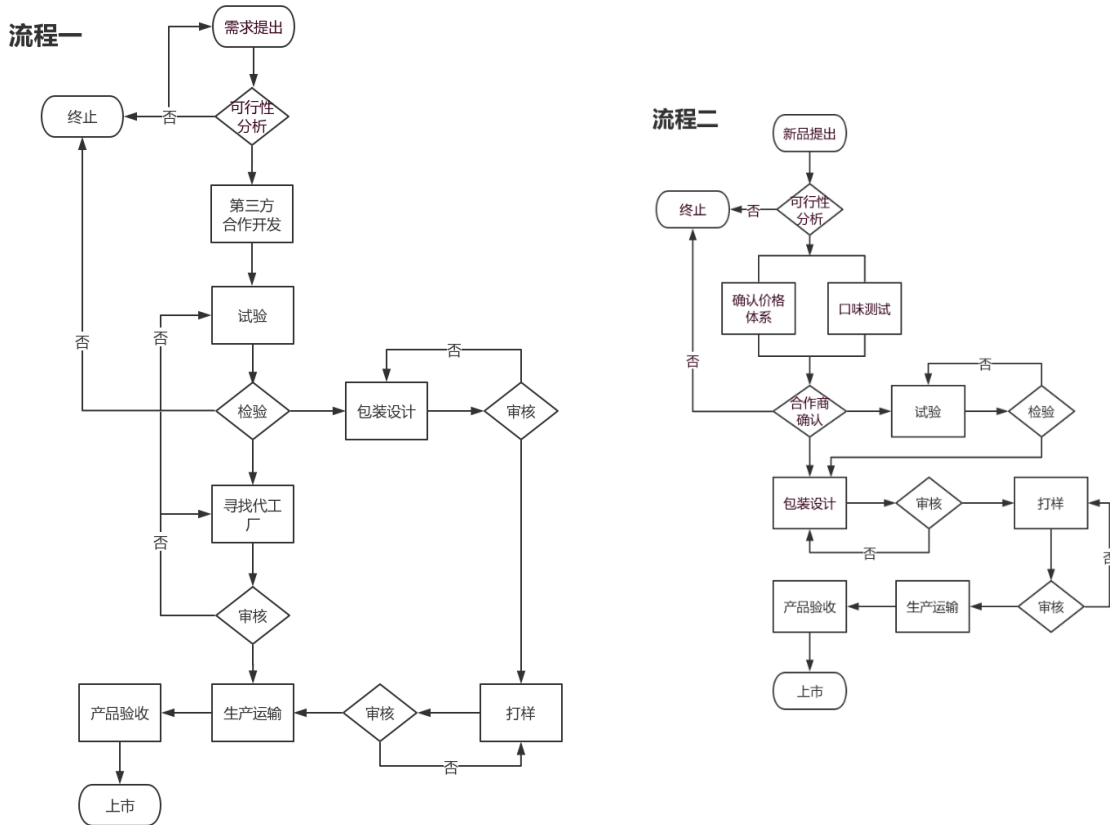 流程一
需求提出
可行性
分析
否
终止
第三方
合作开发
试验
否
否
检验
包装设计
否
审核
寻找代工
厂
否
审核
产品验收
生产运输
审核
打样
否
上市
流程二
新品提出
可行性
分析
否
终止
确认价格
体系
口味测试
否
合作商
确认
试验
否
检验
包装设计
审核
否
打样
否
产品验收
生产运输
审核
上市